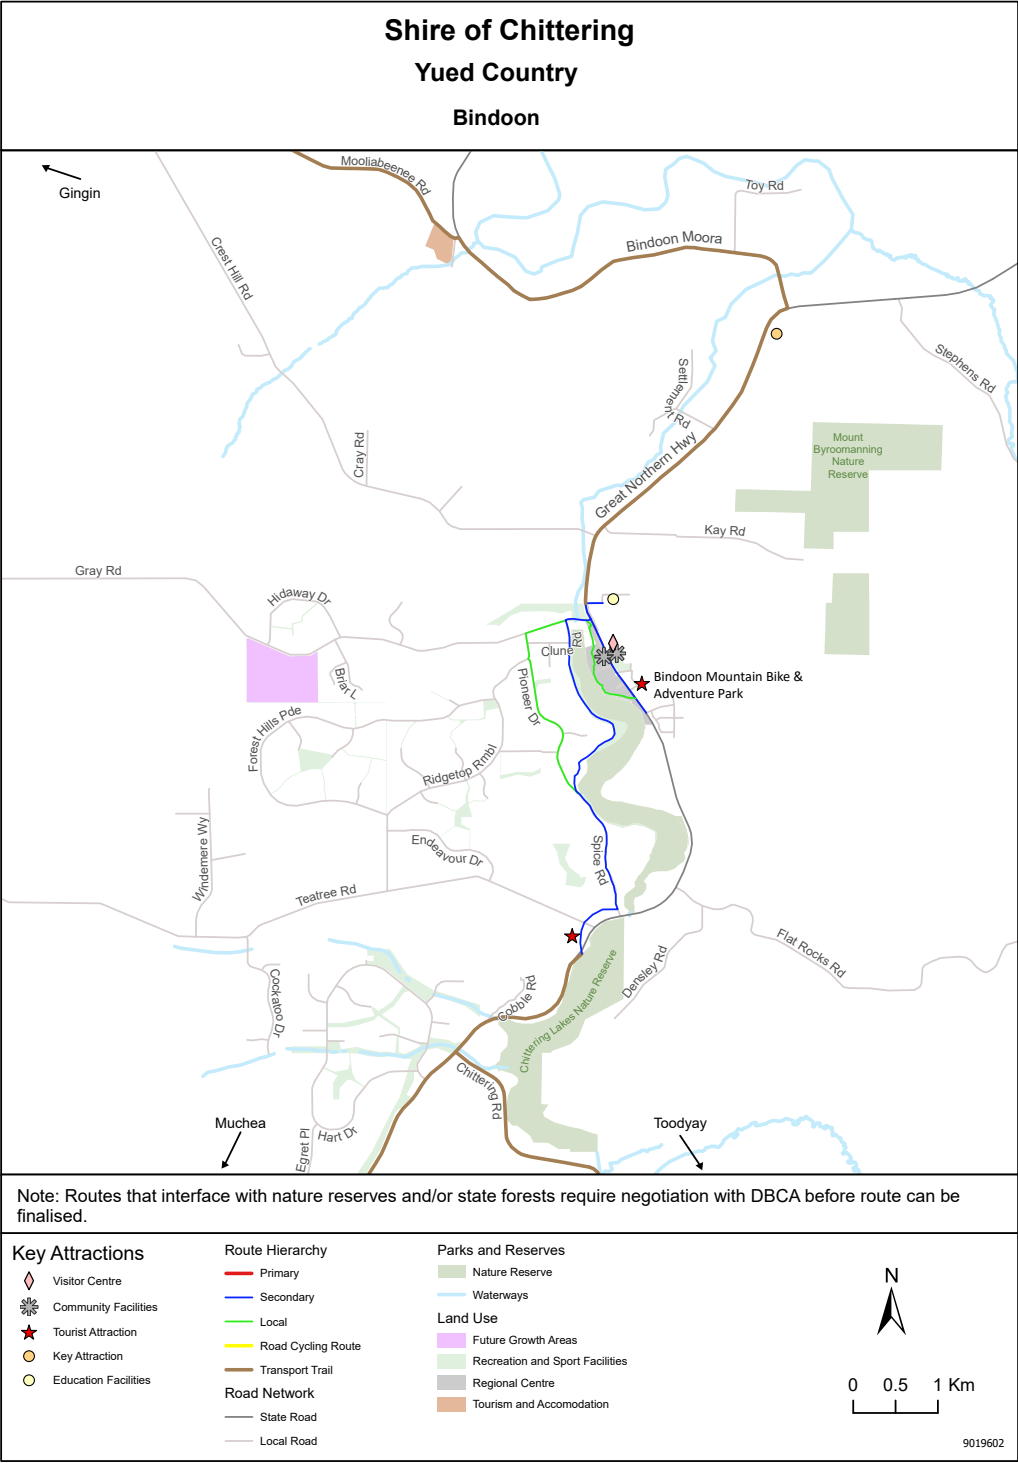 Shire of Chittering
Yued Country
Bindoon
Gingin
Mooliabeenee Rd
Toy Rd
Crest Hill Rd
Bindoon Moora
Stephens Rd
Settlement Rd
Mount
Byroomanning
Nature
Reserve
Cray Rd
Great Northern Hwy
Kay Rd
Gray Rd
Hidaway Dr
Clune Rd
Briar L
Pioneer Dr
Bindoon Mountain Bike &
Adventure Park
Forest Hills Pde
Ridgetop Rmbl
Windemere Wy
Endeavour Dr
Spice Rd
Teatree Rd
Flat Rocks Rd
Densley Rd
Cockatoo Dr
Cobble Rd
Chittering Lakes Nature Reserve
Chittering Rd
Muchea
Toodyay
Hart Dr
Egret Pl
Note: Routes that interface with nature reserves and/or state forests require negotiation with DBCA before route can be
finalised.
Key Attractions
Visitor Centre
Community Facilities
Tourist Attraction
Key Attraction
Education Facilities
Route Hierarchy
Primary
Secondary
Local
Road Cycling Route
Transport Trail
Road Network
State Road
Local Road
Parks and Reserves
Nature Reserve
Waterways
Land Use
Future Growth Areas
Recreation and Sport Facilities
Regional Centre
Tourism and Accomodation
N
0 0.5 1 Km
9019602